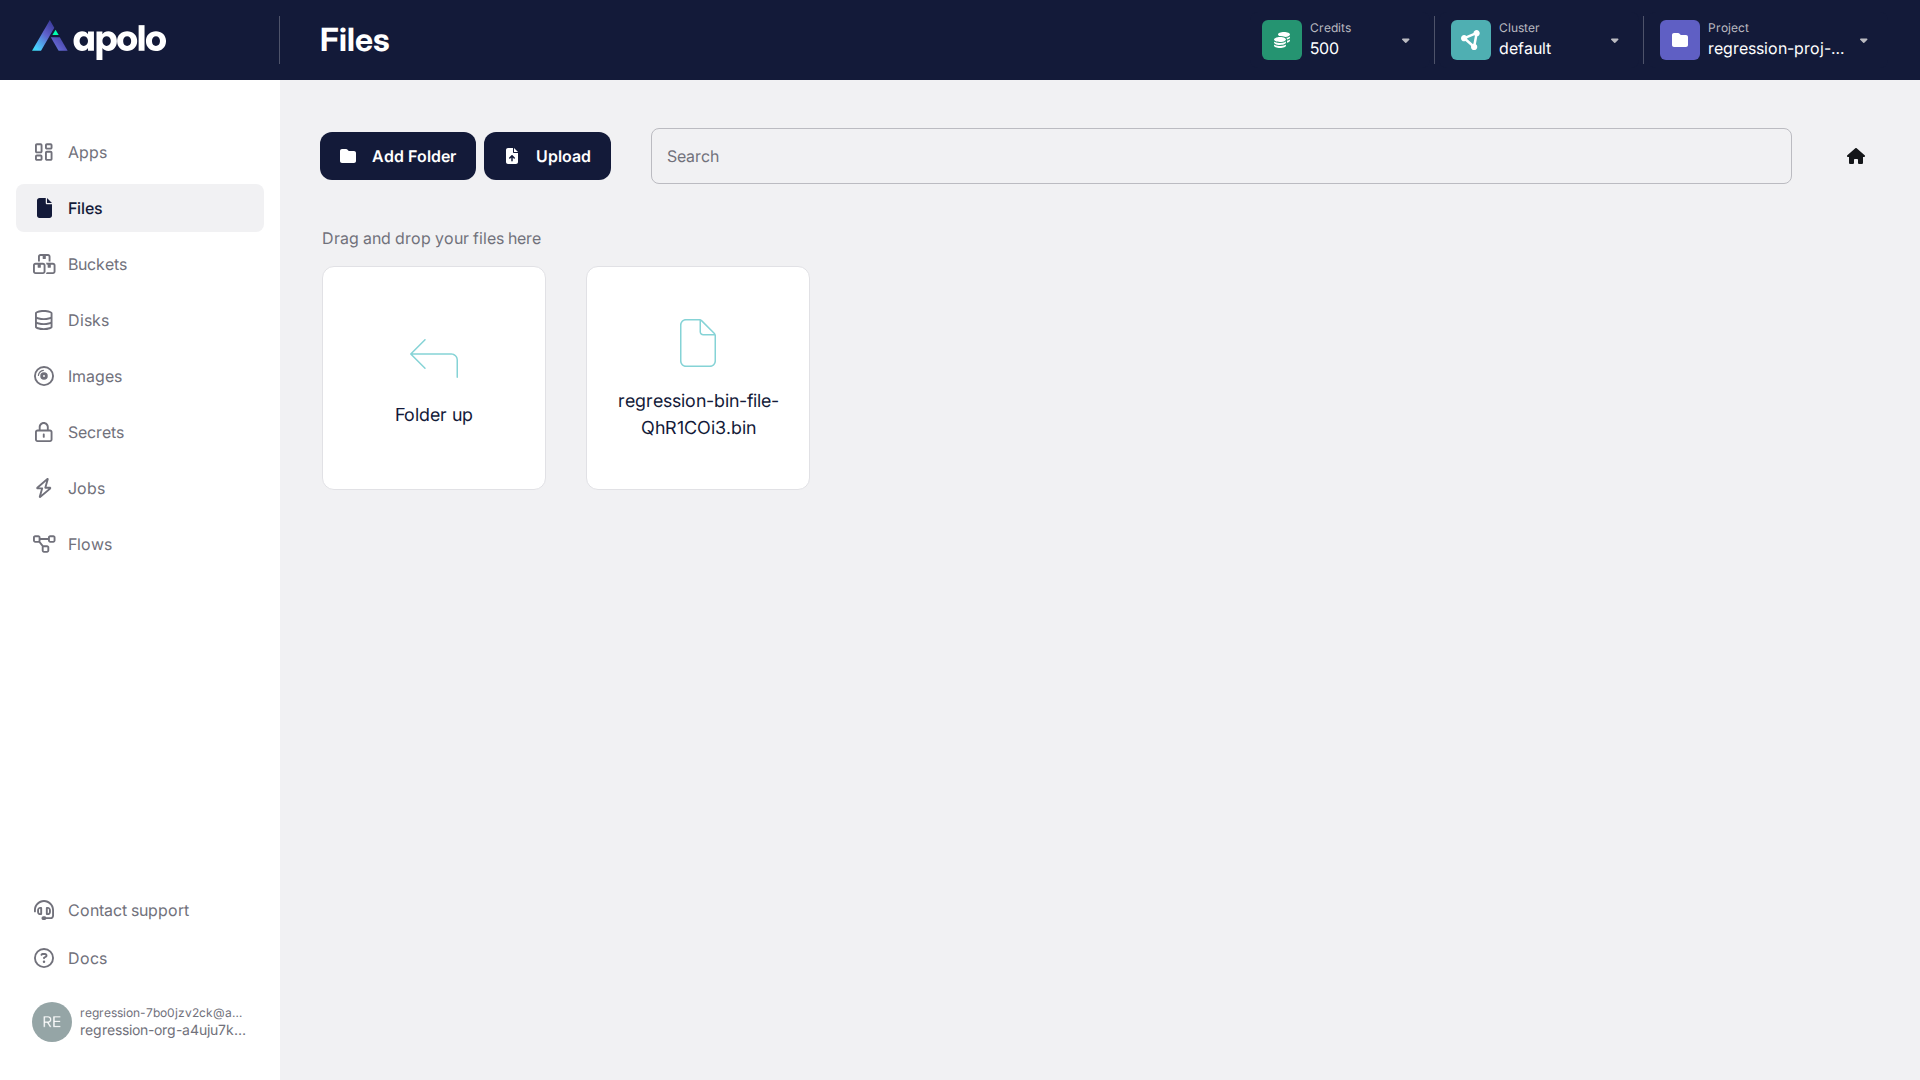 apolo
Files
Credits
500
Cluster
default
Project
regression-proj-...
Apps
Files
Buckets
Disks
Images
Secrets
Jobs
Flows
Add Folder
Upload
Search
Drag and drop your files here
Folder up
regression-bin-file-
QhR1COi3.bin
Contact support
Docs
RE
regression-7bo0jzv2ck@a...
regression-org-a4uju7k...